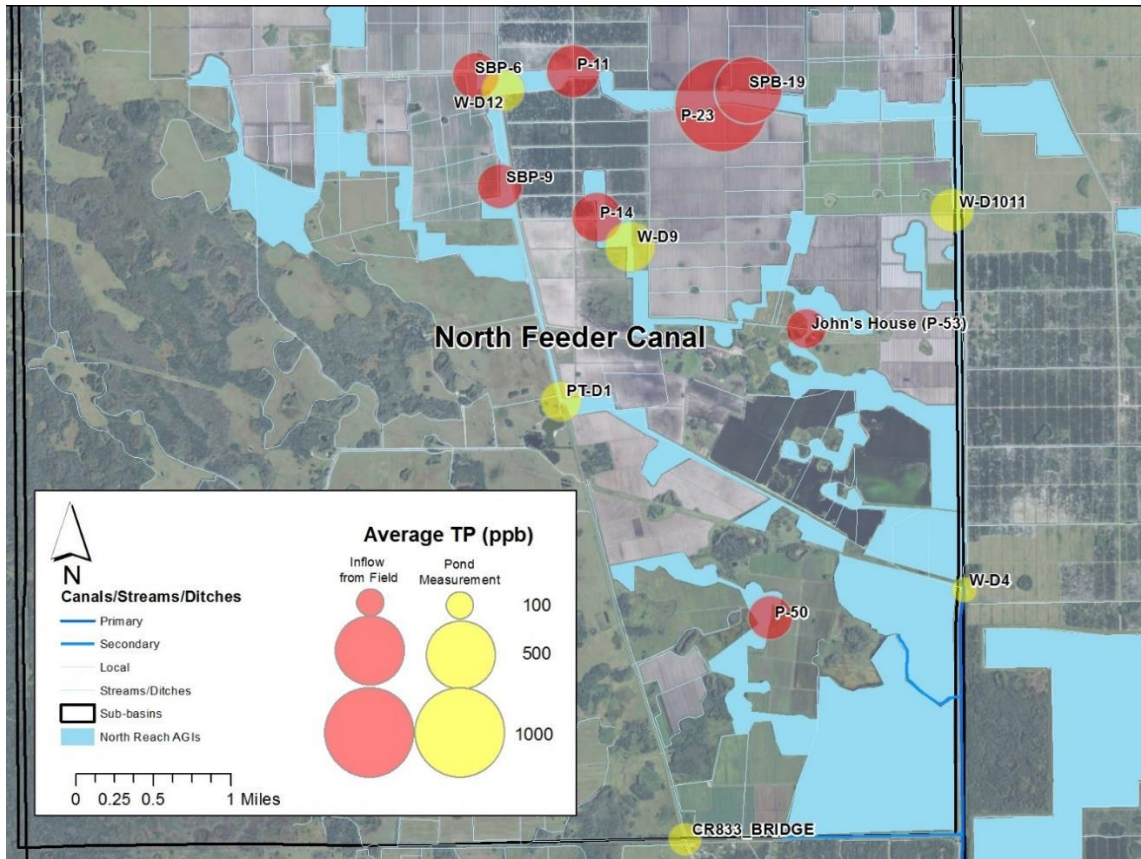 SBP-6
P-11
SPB-19
W-D12
P-23
SBP-9
P-14
W-D1011
W-D9
John's House (P-53)
North Feeder Canal
PT-D1
W-D4
P-50
CR833_BRIDGE
N
Average TP (ppb)
Inflow
from Field
Pond
Measurement
100
500
1000
Canals/Streams/Ditches
Primary
Secondary
Local
Streams/Ditches
Sub-basins
North Reach AGIs
0 0.25 0.5 1 Miles